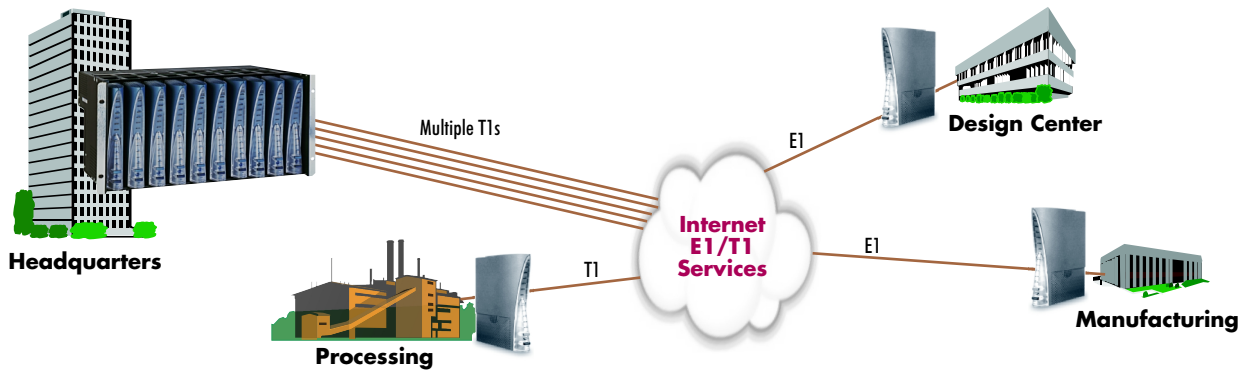 Multiple T1s
E1
Design Center
Headquarters
Internet
E1/T1
Services
E1
T1
Manufacturing
Processing